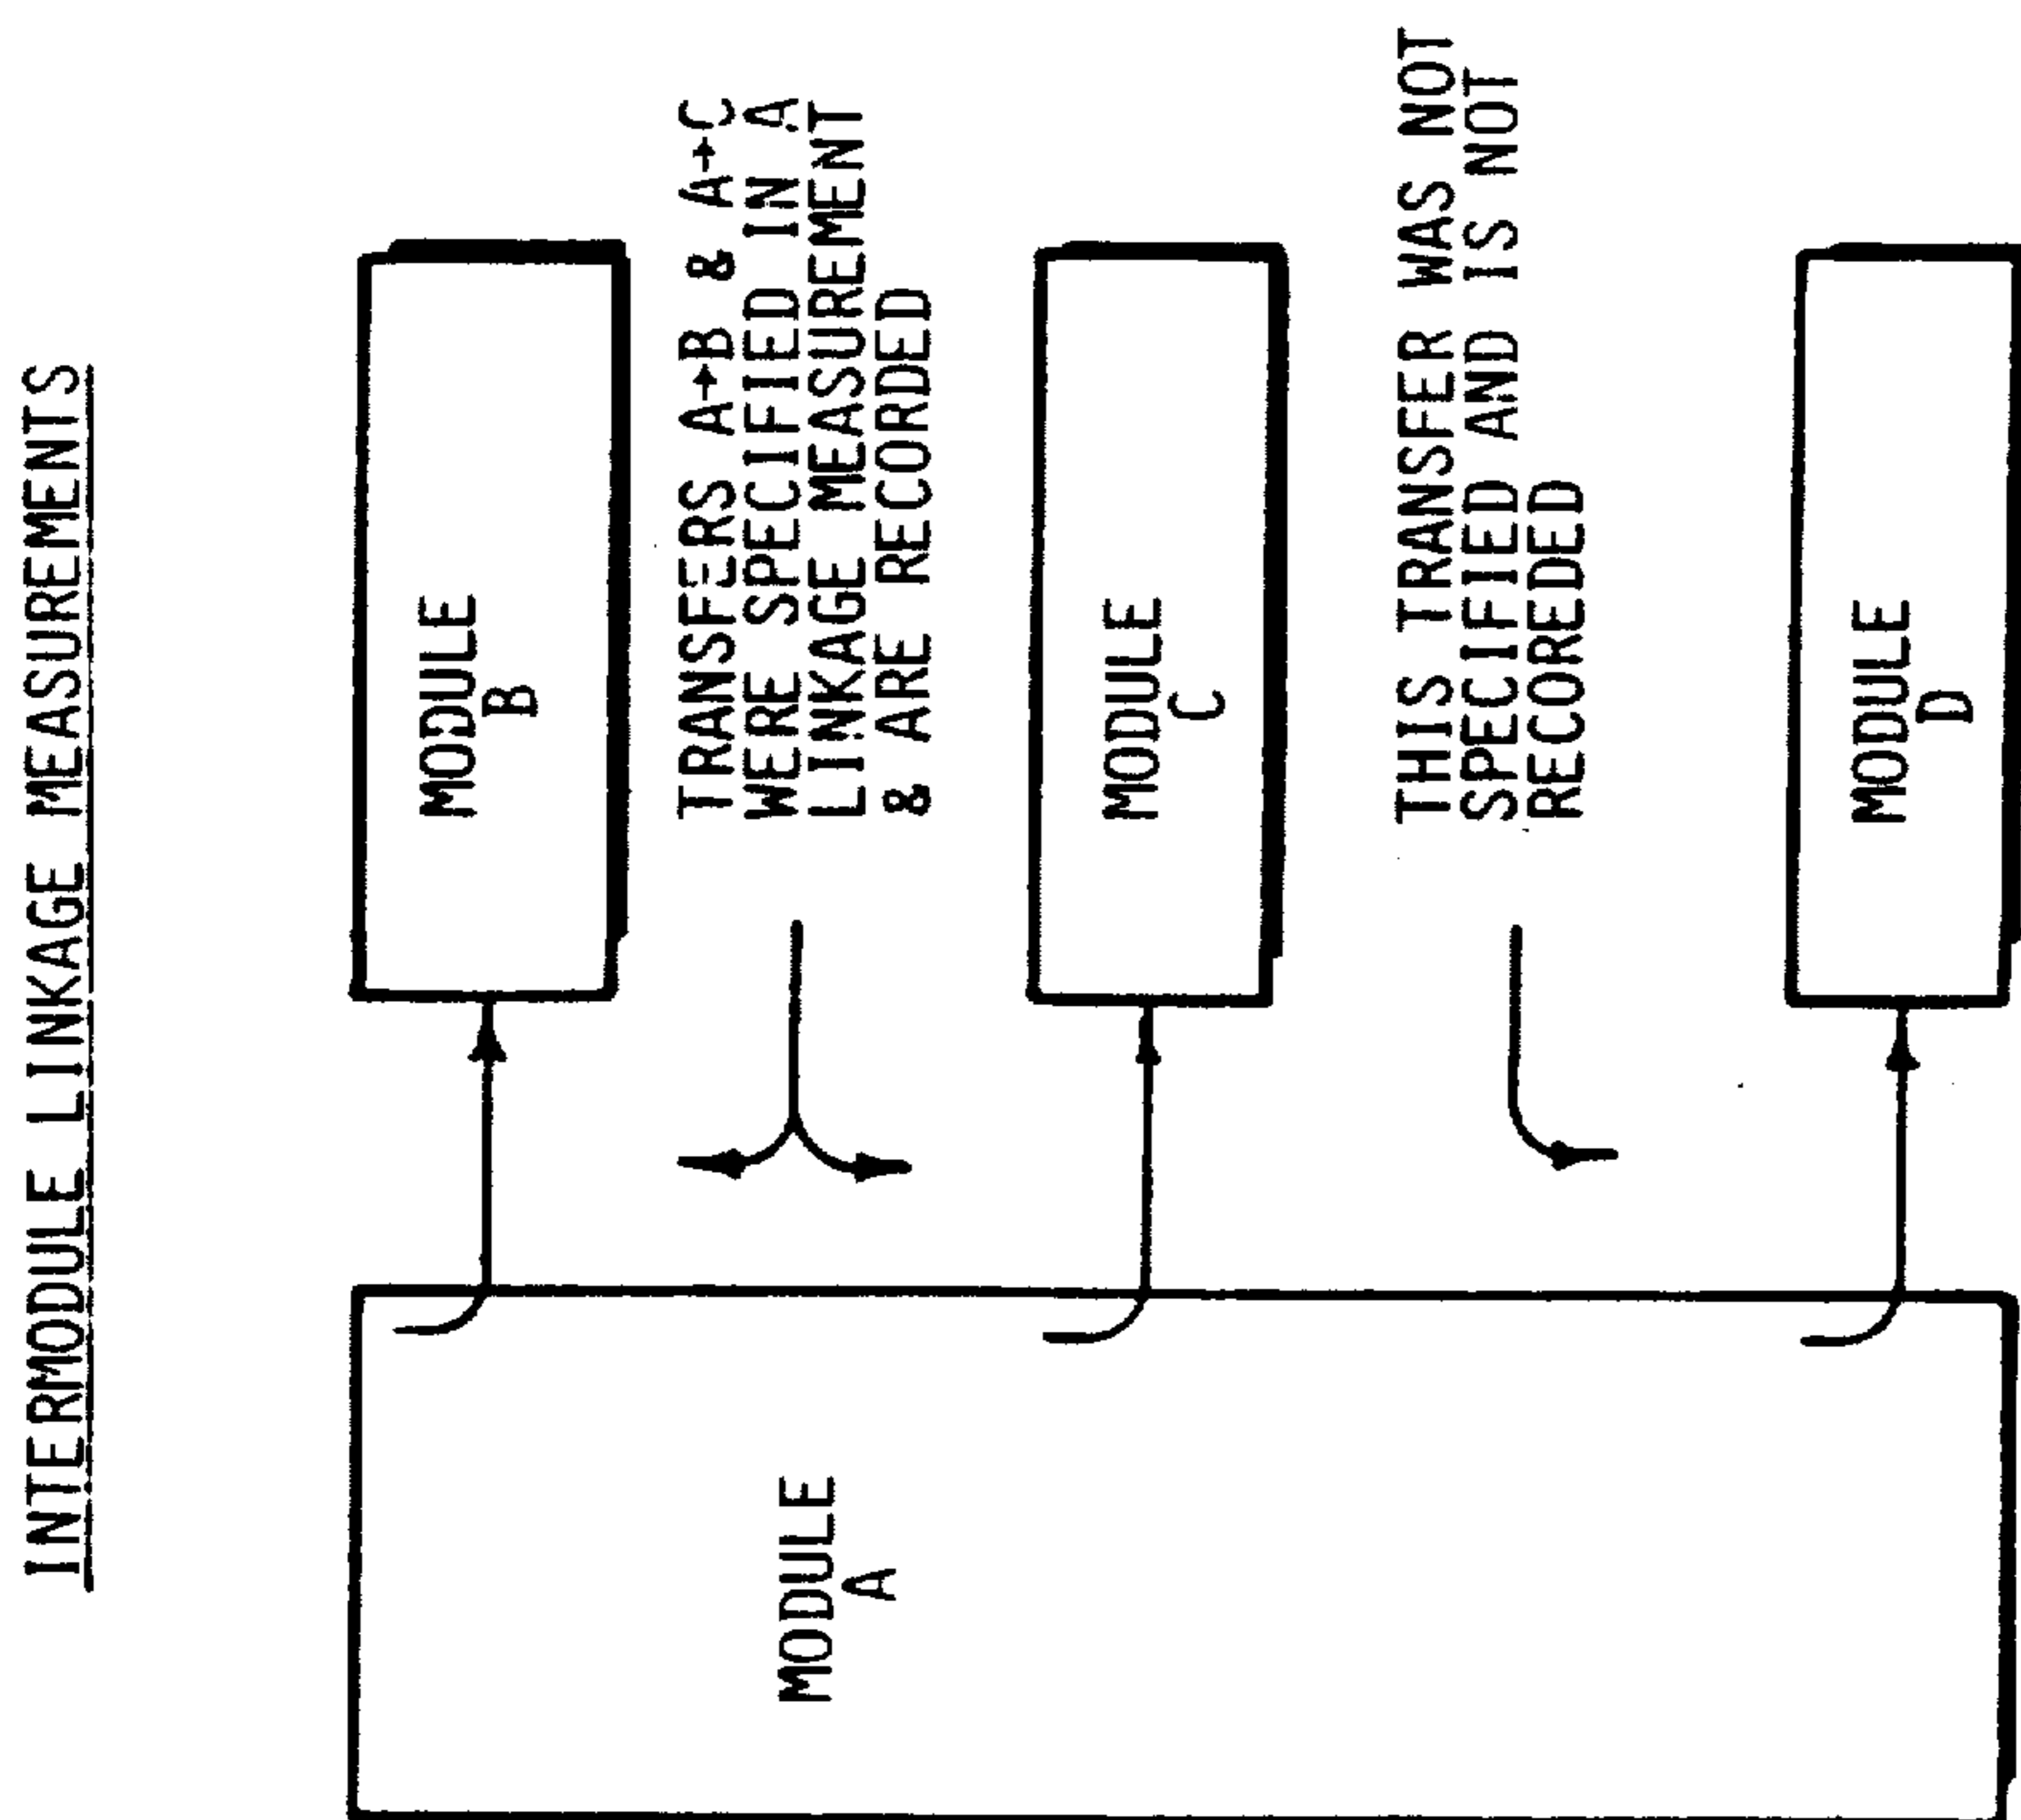 INTERMODULE LINKAGE MEASUREMENTS
MODULE
A
MODULE
B
TRANSFERS A→B & A→C
WERE SPECIFIED IN A
LINKAGE MEASUREMENT
& ARE RECORDED
MODULE
C
THIS TRANSFER WAS NOT
SPECIFIED AND IS NOT
RECOREDED
MODULE
D